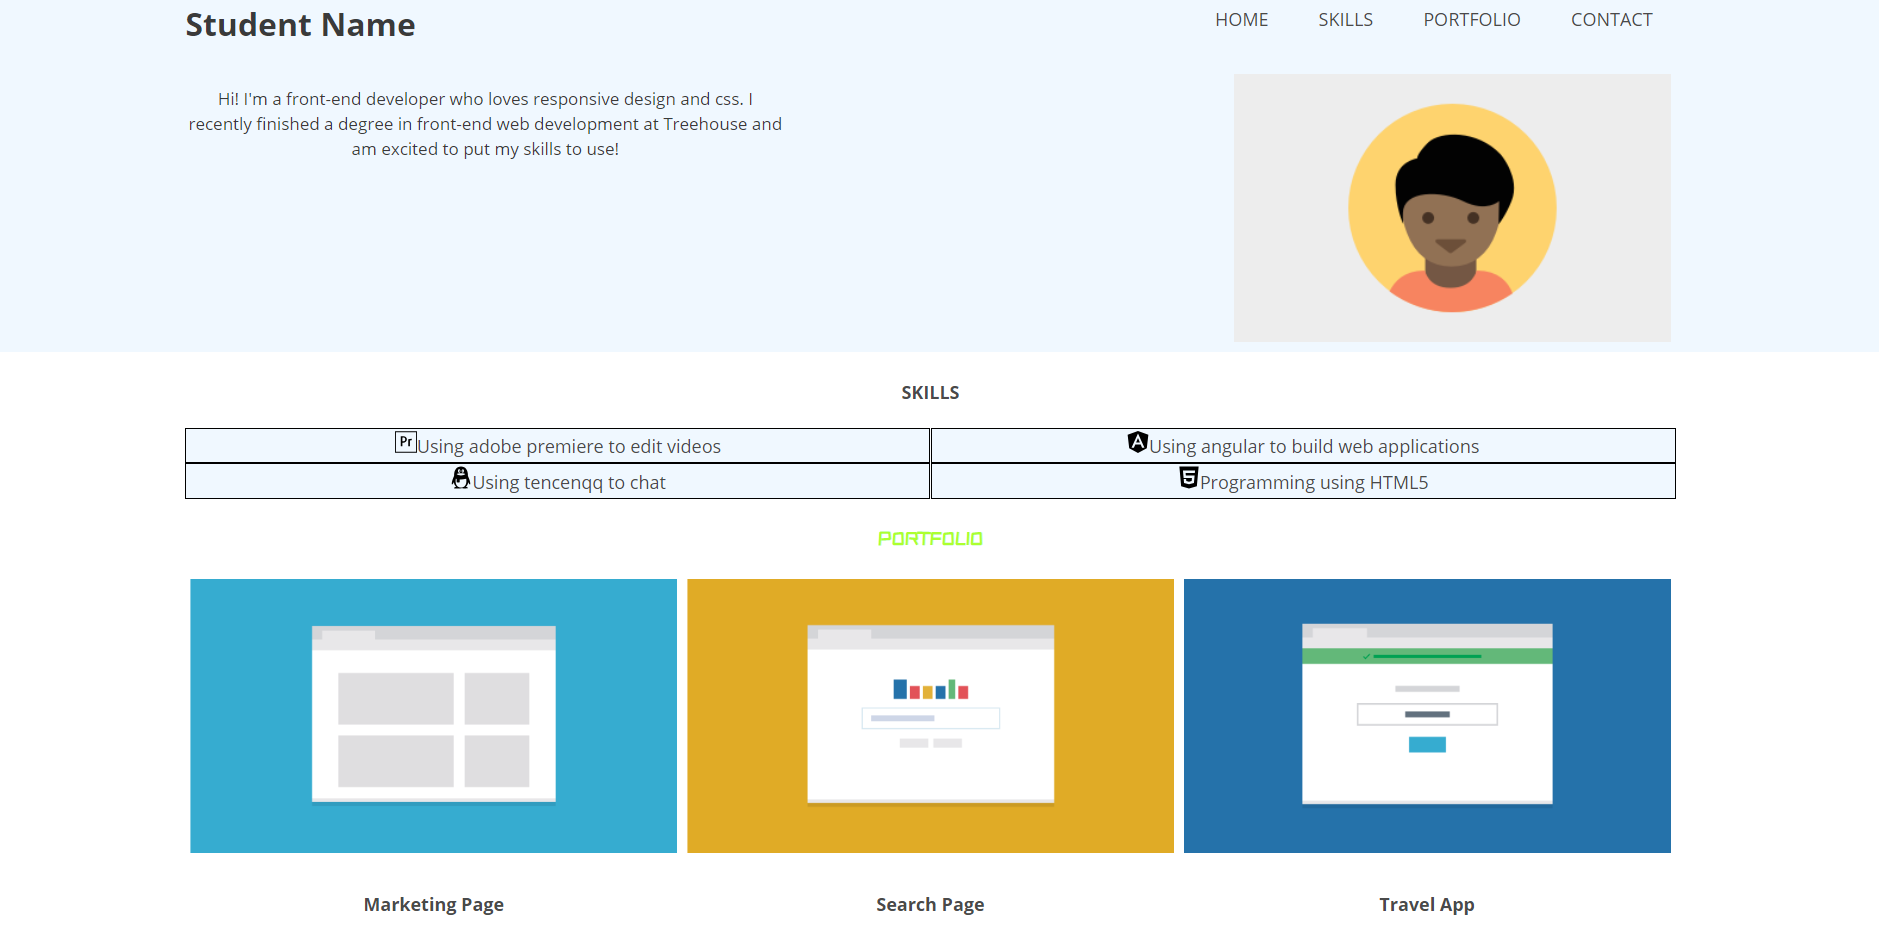 Student Name
HOME SKILLS PORTFOLIO CONTACT
Hi! I'm a front-end developer who loves responsive design and css. I
recently finished a degree in front-end web development at Treehouse and
am excited to put my skills to use!
SKILLS
Pr Using adobe premiere to edit videos
A Using angular to build web applications
Using tencenqq to chat
5 Programming using HTML5
PORTFOLIO
Marketing Page
Search Page
Travel App